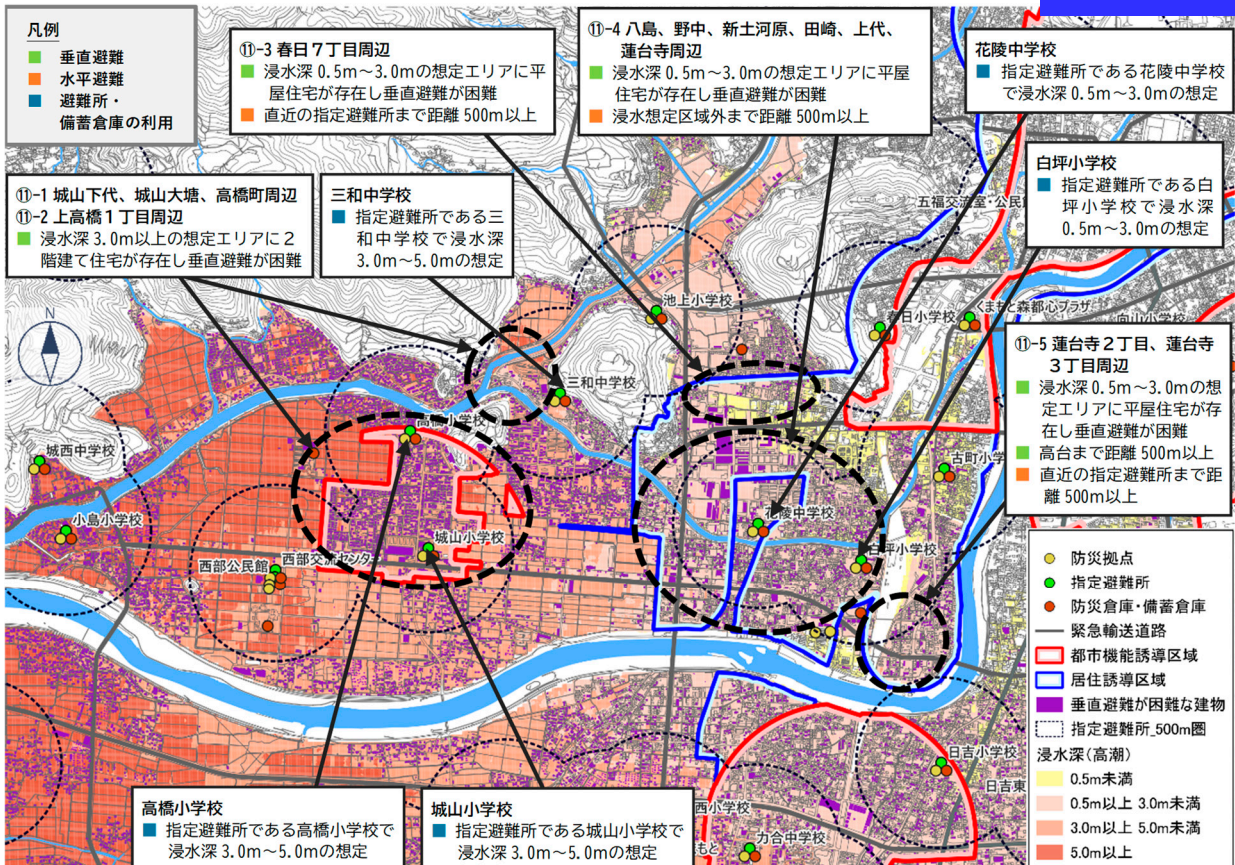 凡例
垂直避難
水平避難
避難所・
備蓄倉庫の利用
⑪-3 春日7丁目周辺
浸水深 0.5m～3.0mの想定エリアに平
屋住宅が存在し垂直避難が困難
直近の指定避難所まで距離 500m以上
⑪-4 八島、野中、新土河原、田崎、上代、
蓮台寺周辺
浸水深 0.5m～3.0mの想定エリアに平屋
住宅が存在し垂直避難が困難
浸水想定区域外まで距離 500m以上
花陵中学校
指定避難所である花陵中学校
で浸水深 0.5m～3.0mの想定
⑪-1 城山下代、城山大塘、高橋町周辺
⑪-2 上高橋1丁目周辺
浸水深 3.0m以上の想定エリアに2
階建て住宅が存在し垂直避難が困難
三和中学校
指定避難所である三
和中学校で浸水深
3.0m～5.0mの想定
白坪小学校
指定避難所である白
坪小学校で浸水深
0.5m～3.0mの想定
五福交流室・公民館
池上小学校
春日小学校
くまもと森都心プラザ
向山小学校
⑪-5 蓮台寺2丁目、蓮台寺
3丁目周辺
浸水深 0.5m～3.0mの想
定エリアに平屋住宅が存
在し垂直避難が困難
高台まで距離 500m以上
直近の指定避難所まで距
離 500m以上
N
三和中学校
高橋小学校
城西中学校
古町小学
小島小学校
花陵中学校
城山小学校
白坪小学校
西部公民館
西部交流センター
防災拠点
指定避難所
防災倉庫・備蓄倉庫
緊急輸送道路
都市機能誘導区域
居住誘導区域
垂直避難が困難な建物
指定避難所_500m圏
浸水深(高潮)
0.5m未満
0.5m以上 3.0m未満
3.0m以上 5.0m未満
5.0m以上
日吉小学校
日吉東
西小学校
力合中学校
もと
高橋小学校
指定避難所である高橋小学校で
浸水深 3.0m～5.0mの想定
城山小学校
指定避難所である城山小学校で
浸水深 3.0m～5.0mの想定